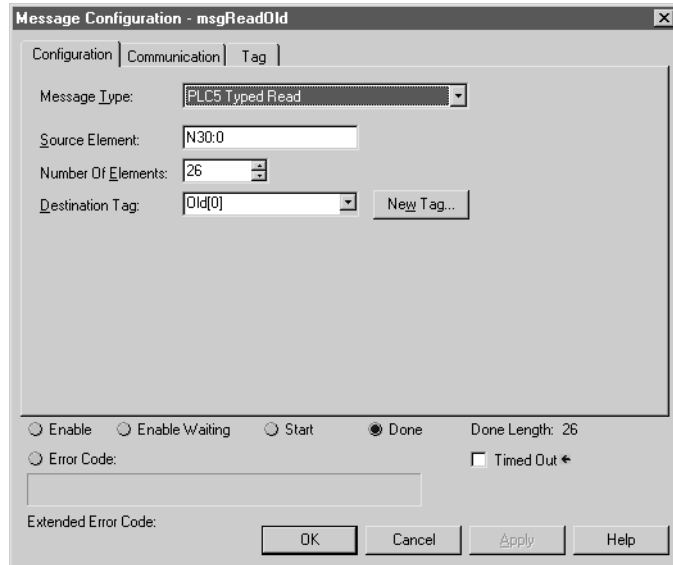 Message Configuration - msgReadOld
Configuration Communication Tag
Message Type: PLC5 Typed Read
Source Element: N30:0
Number Of Elements: 26
Destination Tag: Old[0] New Tag...
Enable Enable Waiting Start Done Done Length: 26
Error Code: Timed Out
Extended Error Code:
OK Cancel Apply Help